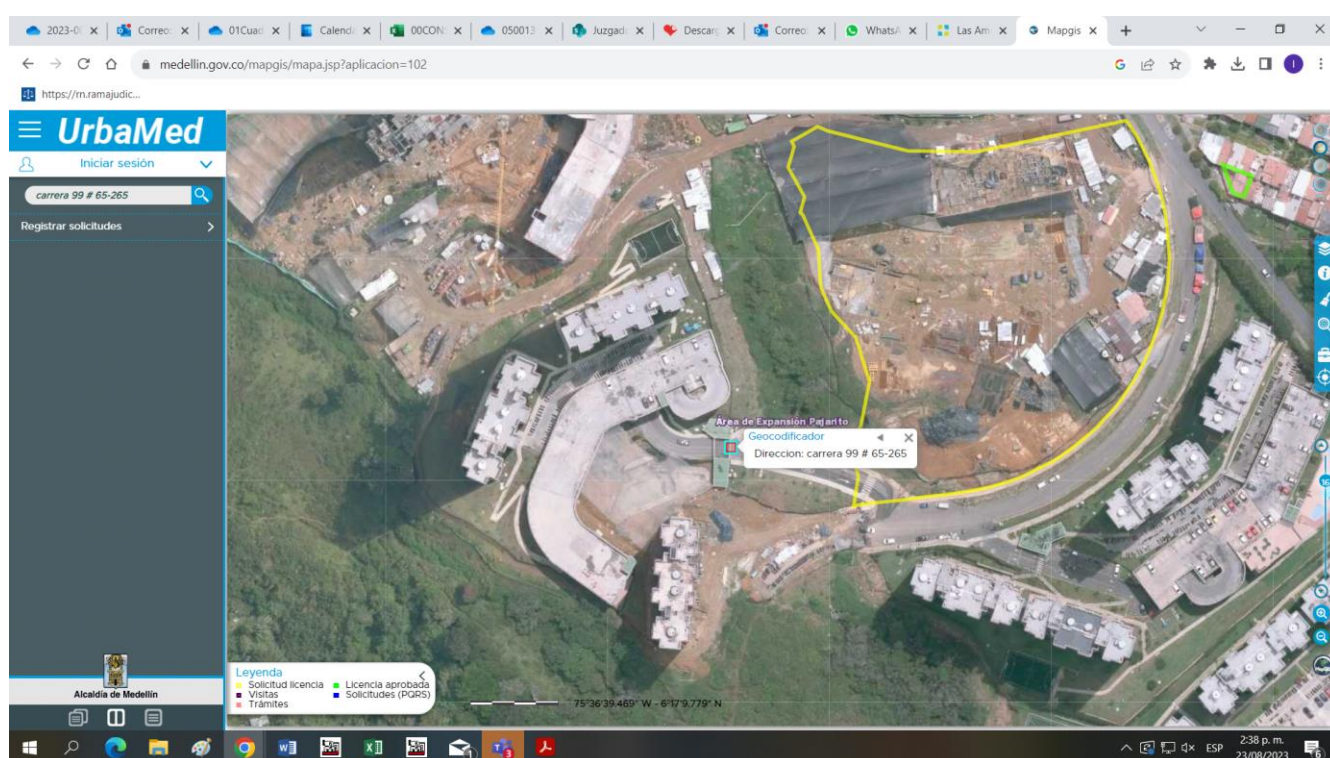 2023-0
Correo:
01Cuad
Calenda
00CON
05001
Juzgad
Descarg
Correo:
WhatsA
Las Am
Mapgis
medellin.gov.co/mapgis/mapa.jsp?aplicacion=102
https://rn.ramajudic...
UrbaMed
Iniciar sesión
carrera 99 # 65-265
Registrar solicitudes
Área de Expansión Pajarito
Geocodificador
Direccion: carrera 99 # 65-265
16
Leyenda
Solicitud licencia
Licencia aprobada
Visitas
Solicitudes (PQRS)
Trámites
75°36'39.469" W - 6°17'9.779" N
Alcaldía de Medellín
ESP
2:38 p. m.
23/08/2023